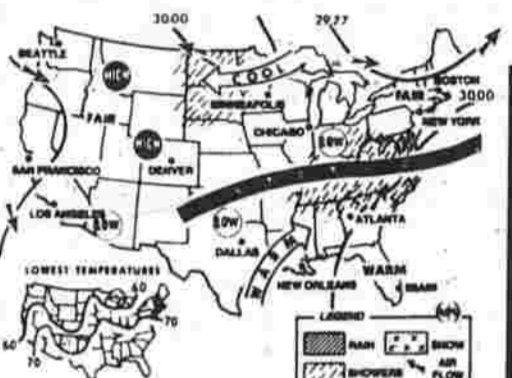 30.00
29.77
SEATTLE
HIGH
COOL
MINNEAPOLIS
BOSTON
FAIR
30.00
FAIR
NEW YORK
CHICAGO
LOW
HIGH
SAN FRANCISCO
DENVER
LOS ANGELES
LOW
LOW
ATLANTA
DALLAS
WARM
LOWEST TEMPERATURES
WARM
NEW ORLEANS
MIAMI
60
70
LEGEND
60
RAIN
SNOW
70
SHOWERS
AIR
FLOW